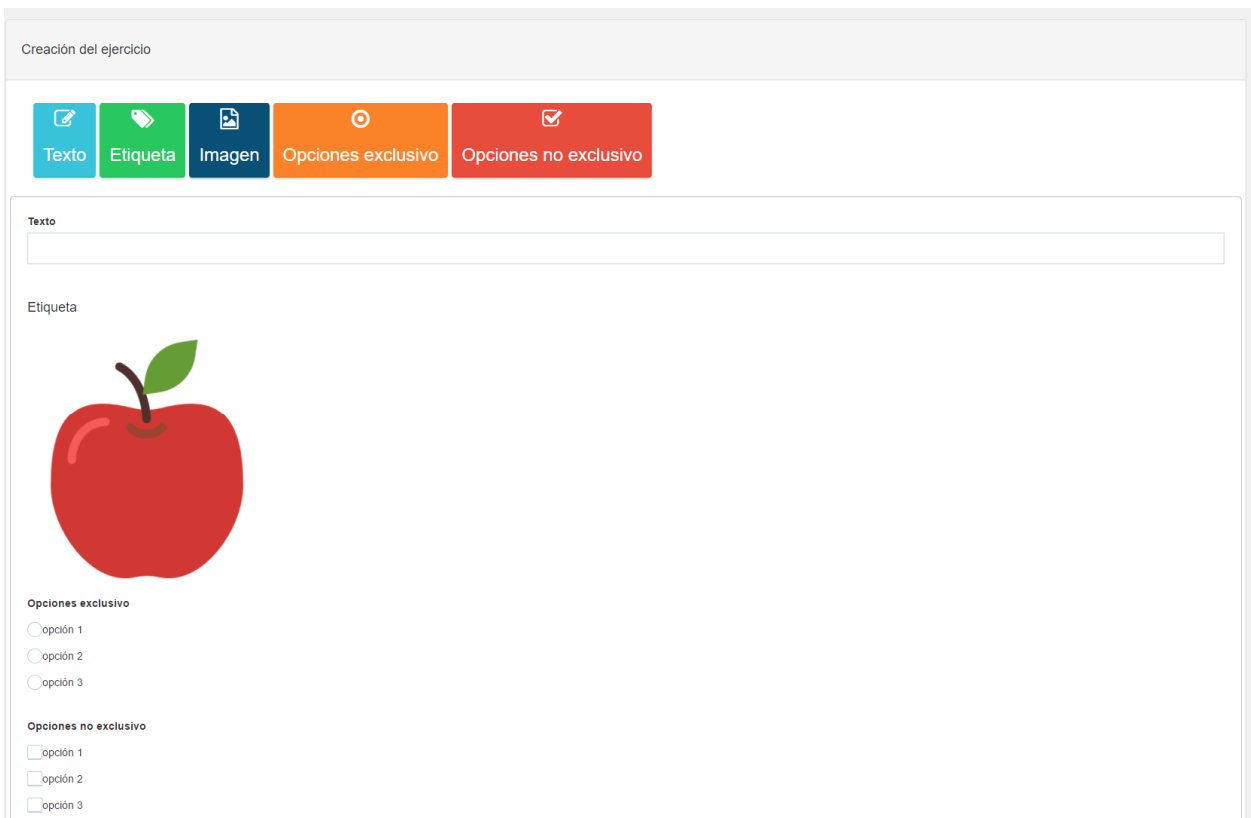 Creación del ejercicio
Texto Etiqueta Imagen Opciones exclusivo Opciones no exclusivo
Texto
Etiqueta
Opciones exclusivo
opción 1
opción 2
opción 3
Opciones no exclusivo
opción 1
opción 2
opción 3